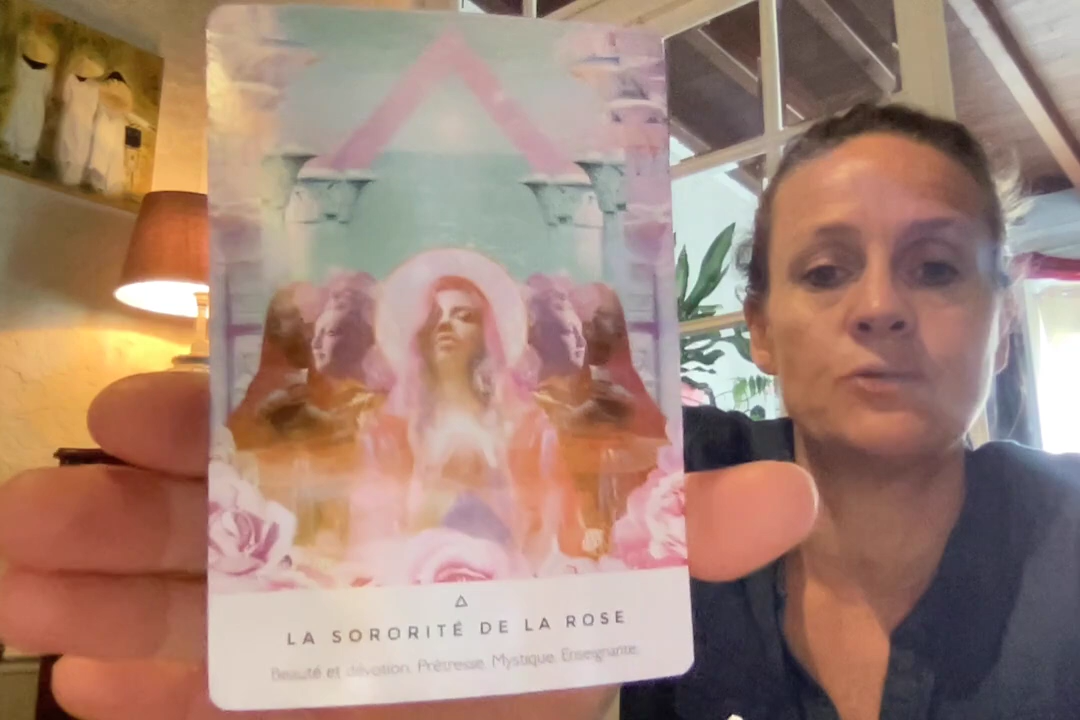 LA SORORITÉ DE LA ROSE
Beauté et dévotion. Prêtresse. Mystique. Enseignante.